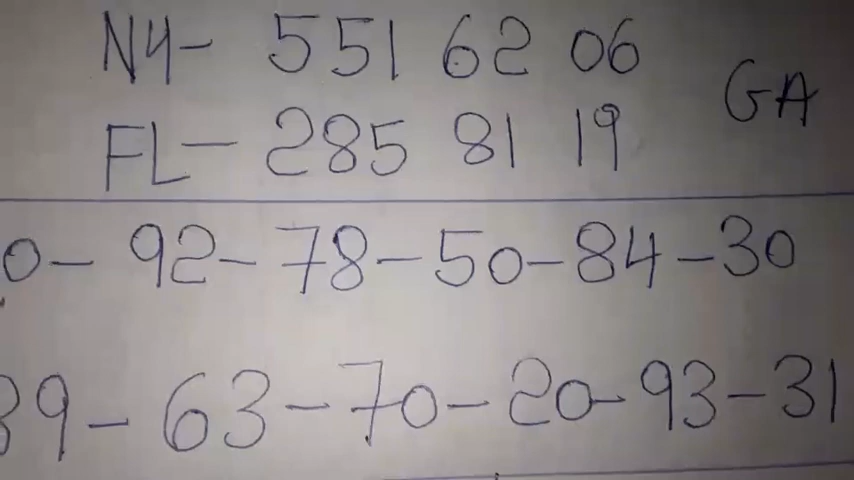 NY- 551 62 06
GA
FL- 285 81 19
0- 92-78-50-84-30
39-63-70-20-93-31